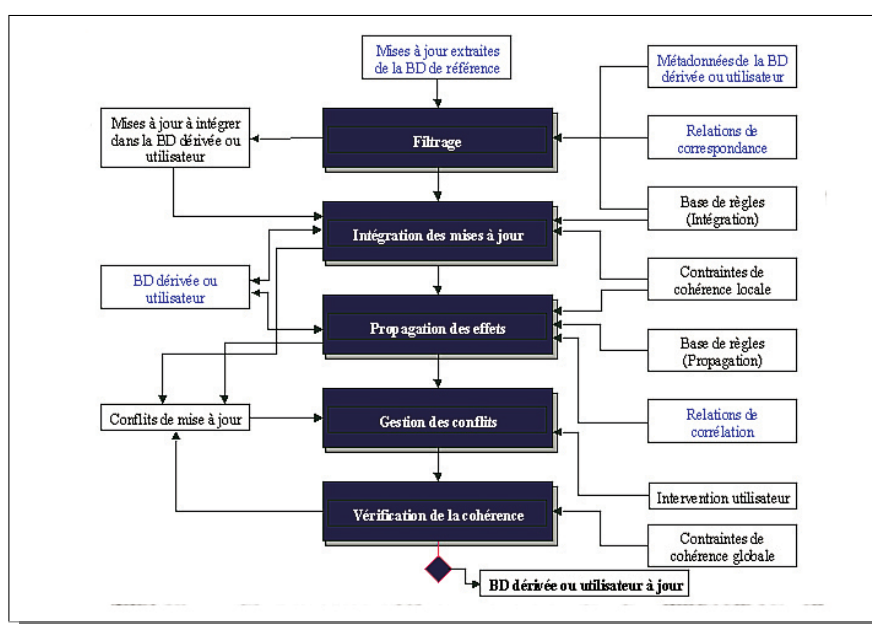 Mises à jour extraites
de la BD de référence
Métadonnées de la BD
dérivée ou utilisateur
Mises à jour à intégrer
dans la BD dérivée ou
utilisateur
Filtrage
Relations de
correspondance
Base de règles
(Intégration)
Intégration des mises à jour
BD dérivée ou
utilisateur
Contraintes de
cohérence locale
Propagation des effets
Base de règles
(Propagation)
Conflits de mise à jour
Gestion des conflits
Relations de
corrélation
Intervention utilisateur
Vérification de la cohérence
Contraintes de
cohérence globale
BD dérivée ou utilisateur à jour